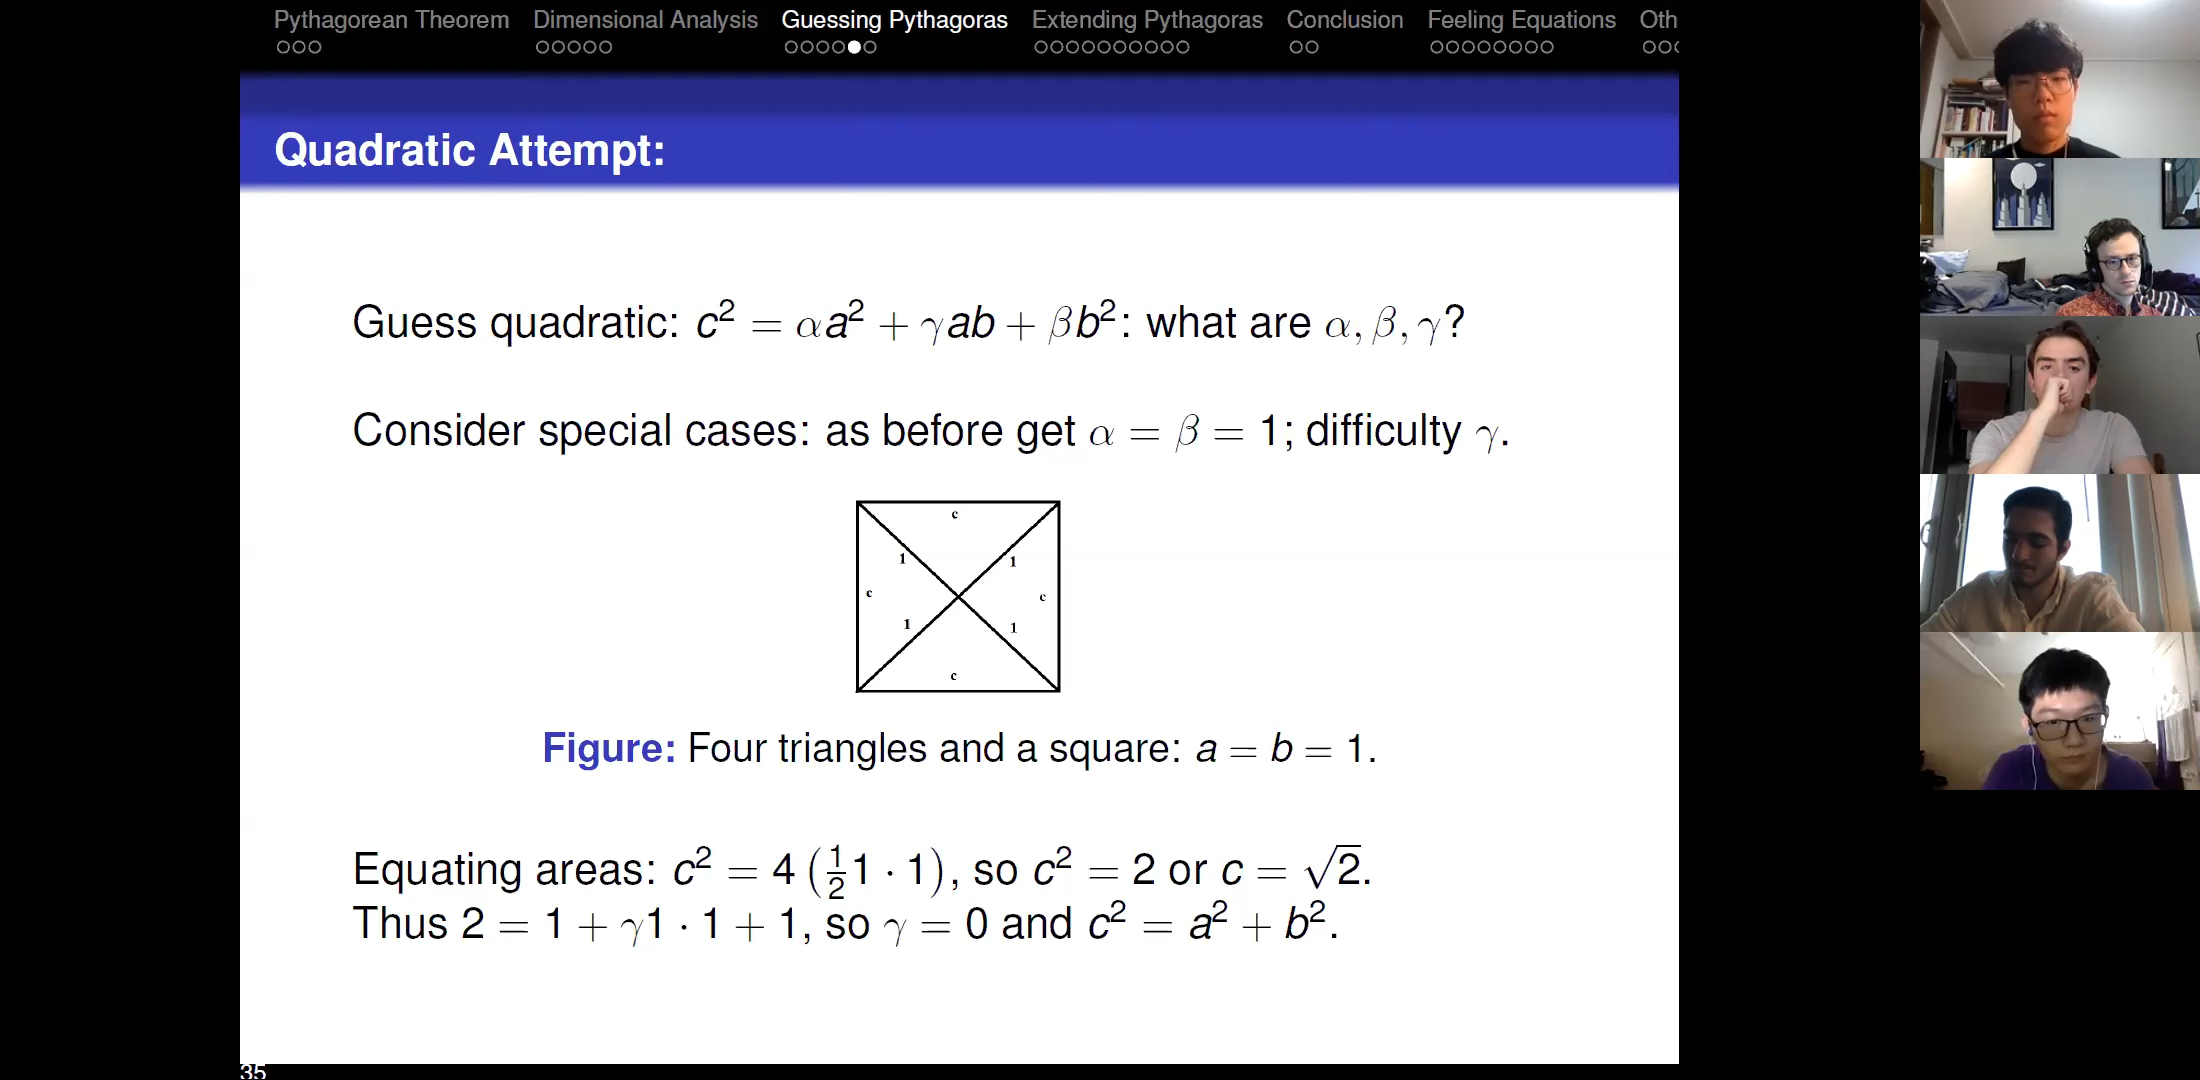 Pythagorean Theorem Dimensional Analysis Guessing Pythagoras Extending Pythagoras Conclusion Feeling Equations Oth
Quadratic Attempt:
Guess quadratic: c² = αa² + γab + βb²: what are α, β, γ?
Consider special cases: as before get α = β = 1; difficulty γ.
c
1 1
c c
1 1
c
Figure: Four triangles and a square: a = b = 1.
Equating areas: c² = 4 (½1 · 1), so c² = 2 or c = √2.
Thus 2 = 1 + γ1 · 1 + 1, so γ = 0 and c² = a² + b².
35